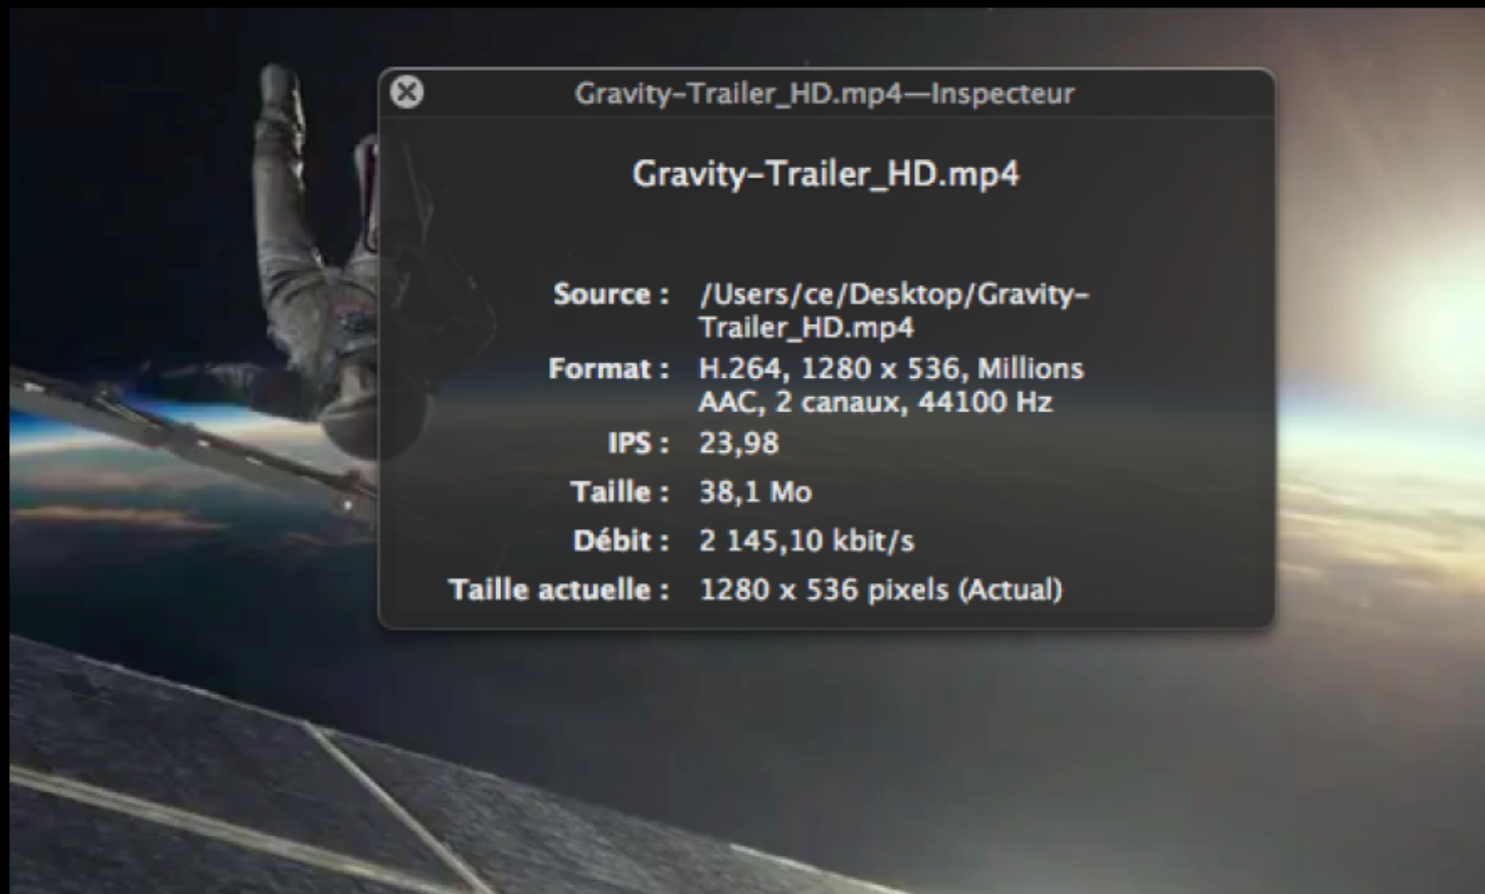 Gravity-Trailer_HD.mp4—Inspecteur
Gravity-Trailer_HD.mp4
Source : /Users/ce/Desktop/Gravity-
Trailer_HD.mp4
Format : H.264, 1280 x 536, Millions
AAC, 2 canaux, 44100 Hz
IPS : 23,98
Taille : 38,1 Mo
Débit : 2 145,10 kbit/s
Taille actuelle : 1280 x 536 pixels (Actual)